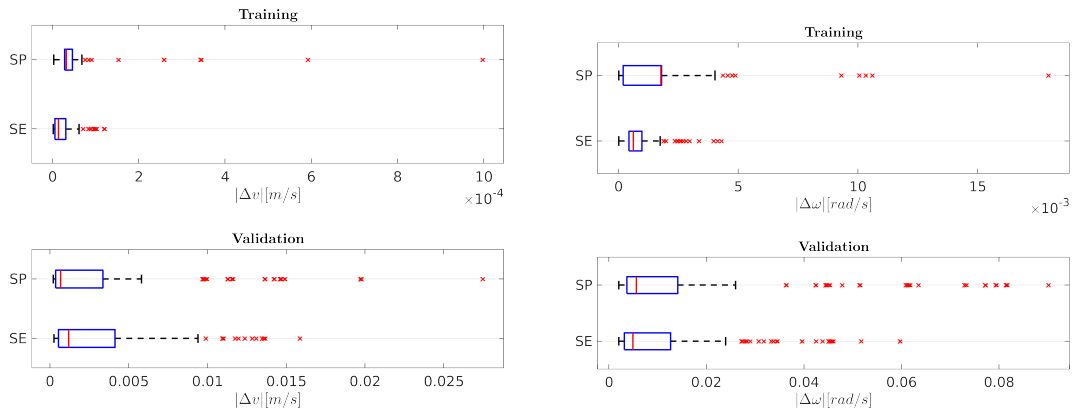 Training
SP
SE
0 2 4 6 8 10
|Δv|[m/s]
×10⁻⁴
Training
SP
SE
0 5 10 15
|Δω|[rad/s]
×10⁻³
Validation
SP
SE
0 0.005 0.01 0.015 0.02 0.025
|Δv|[m/s]
Validation
SP
SE
0 0.02 0.04 0.06 0.08
|Δω|[rad/s]